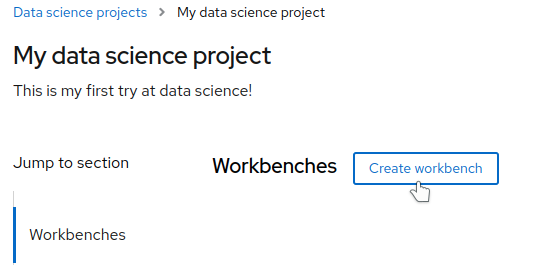 Data science projects > My data science project
My data science project
This is my first try at data science!
Jump to section
Workbenches Create workbench
Workbenches